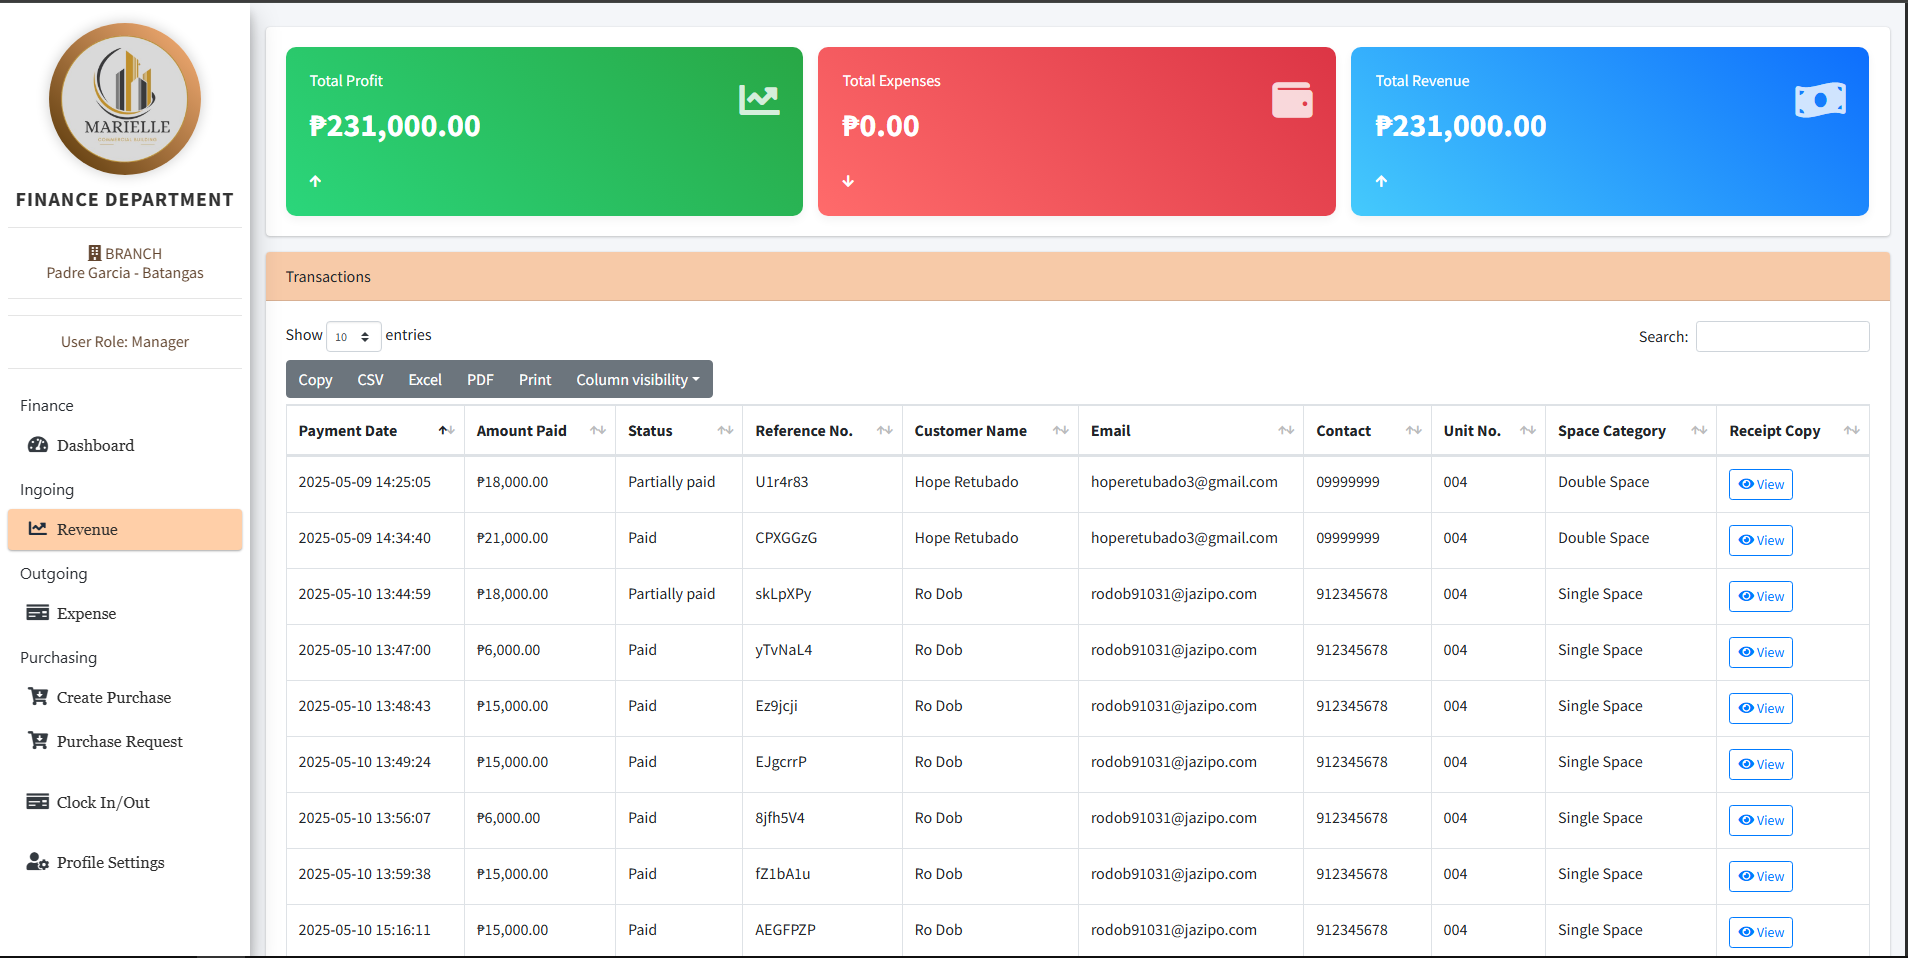 MARIELLE
COMMERCIAL BUILDING
FINANCE DEPARTMENT
BRANCH
Padre Garcia - Batangas
User Role: Manager
Finance
Dashboard
Ingoing
Revenue
Outgoing
Expense
Purchasing
Create Purchase
Purchase Request
Clock In/Out
Profile Settings
Total Profit
₱231,000.00
Total Expenses
₱0.00
Total Revenue
₱231,000.00
Transactions
Show 10 entries
Search:
Copy CSV Excel PDF Print Column visibility
Payment Date Amount Paid Status Reference No. Customer Name Email Contact Unit No. Space Category Receipt Copy
2025-05-09 14:25:05 ₱18,000.00 Partially paid U1r4r83 Hope Retubado hoperetubado3@gmail.com 09999999 004 Double Space View
2025-05-09 14:34:40 ₱21,000.00 Paid CPXGGzG Hope Retubado hoperetubado3@gmail.com 09999999 004 Double Space View
2025-05-10 13:44:59 ₱18,000.00 Partially paid skLpXPy Ro Dob rodob91031@jazipo.com 912345678 004 Single Space View
2025-05-10 13:47:00 ₱6,000.00 Paid yTvNaL4 Ro Dob rodob91031@jazipo.com 912345678 004 Single Space View
2025-05-10 13:48:43 ₱15,000.00 Paid Ez9jcji Ro Dob rodob91031@jazipo.com 912345678 004 Single Space View
2025-05-10 13:49:24 ₱15,000.00 Paid EJgcrrP Ro Dob rodob91031@jazipo.com 912345678 004 Single Space View
2025-05-10 13:56:07 ₱6,000.00 Paid 8jfh5V4 Ro Dob rodob91031@jazipo.com 912345678 004 Single Space View
2025-05-10 13:59:38 ₱15,000.00 Paid fZ1bA1u Ro Dob rodob91031@jazipo.com 912345678 004 Single Space View
2025-05-10 15:16:11 ₱15,000.00 Paid AEGFPZP Ro Dob rodob91031@jazipo.com 912345678 004 Single Space View